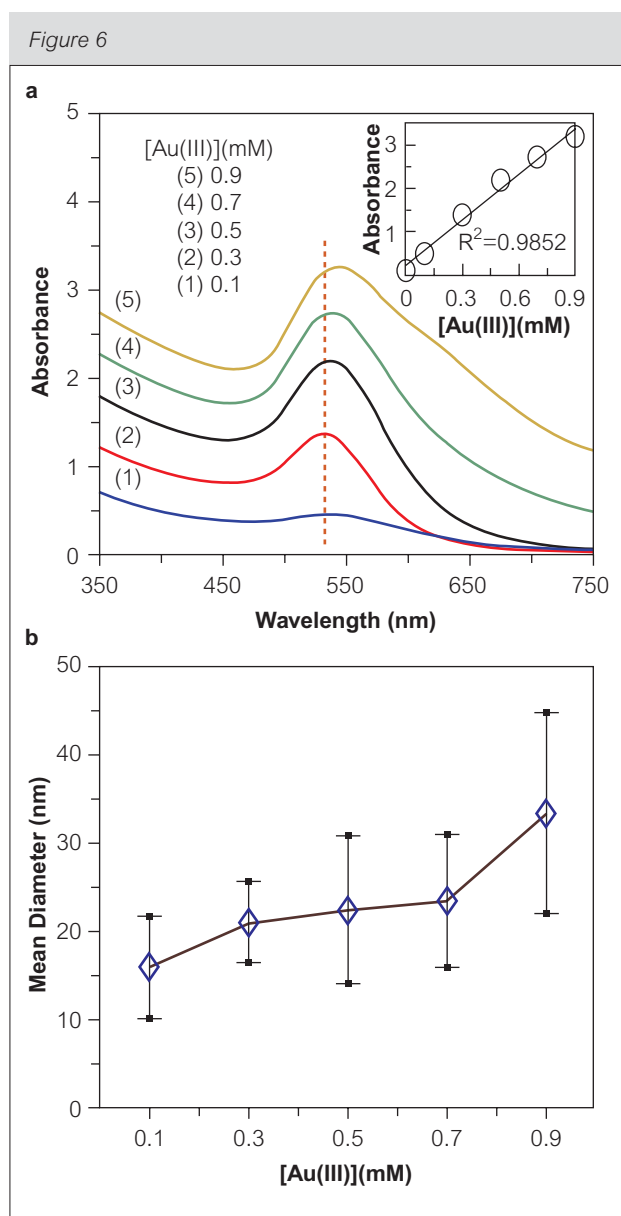 Figure 6
a
5
4
3
2
1
0
Absorbance
[Au(III)](mM)
(5) 0.9
(4) 0.7
(3) 0.5
(2) 0.3
(1) 0.1
(5)
(4)
(3)
(2)
(1)
3
2
1
Absorbance
R²=0.9852
0 0.3 0.6 0.9
[Au(III)](mM)
350 450 550 650 750
Wavelength (nm)
b
50
40
30
20
10
0
Mean Diameter (nm)
0.1 0.3 0.5 0.7 0.9
[Au(III)](mM)